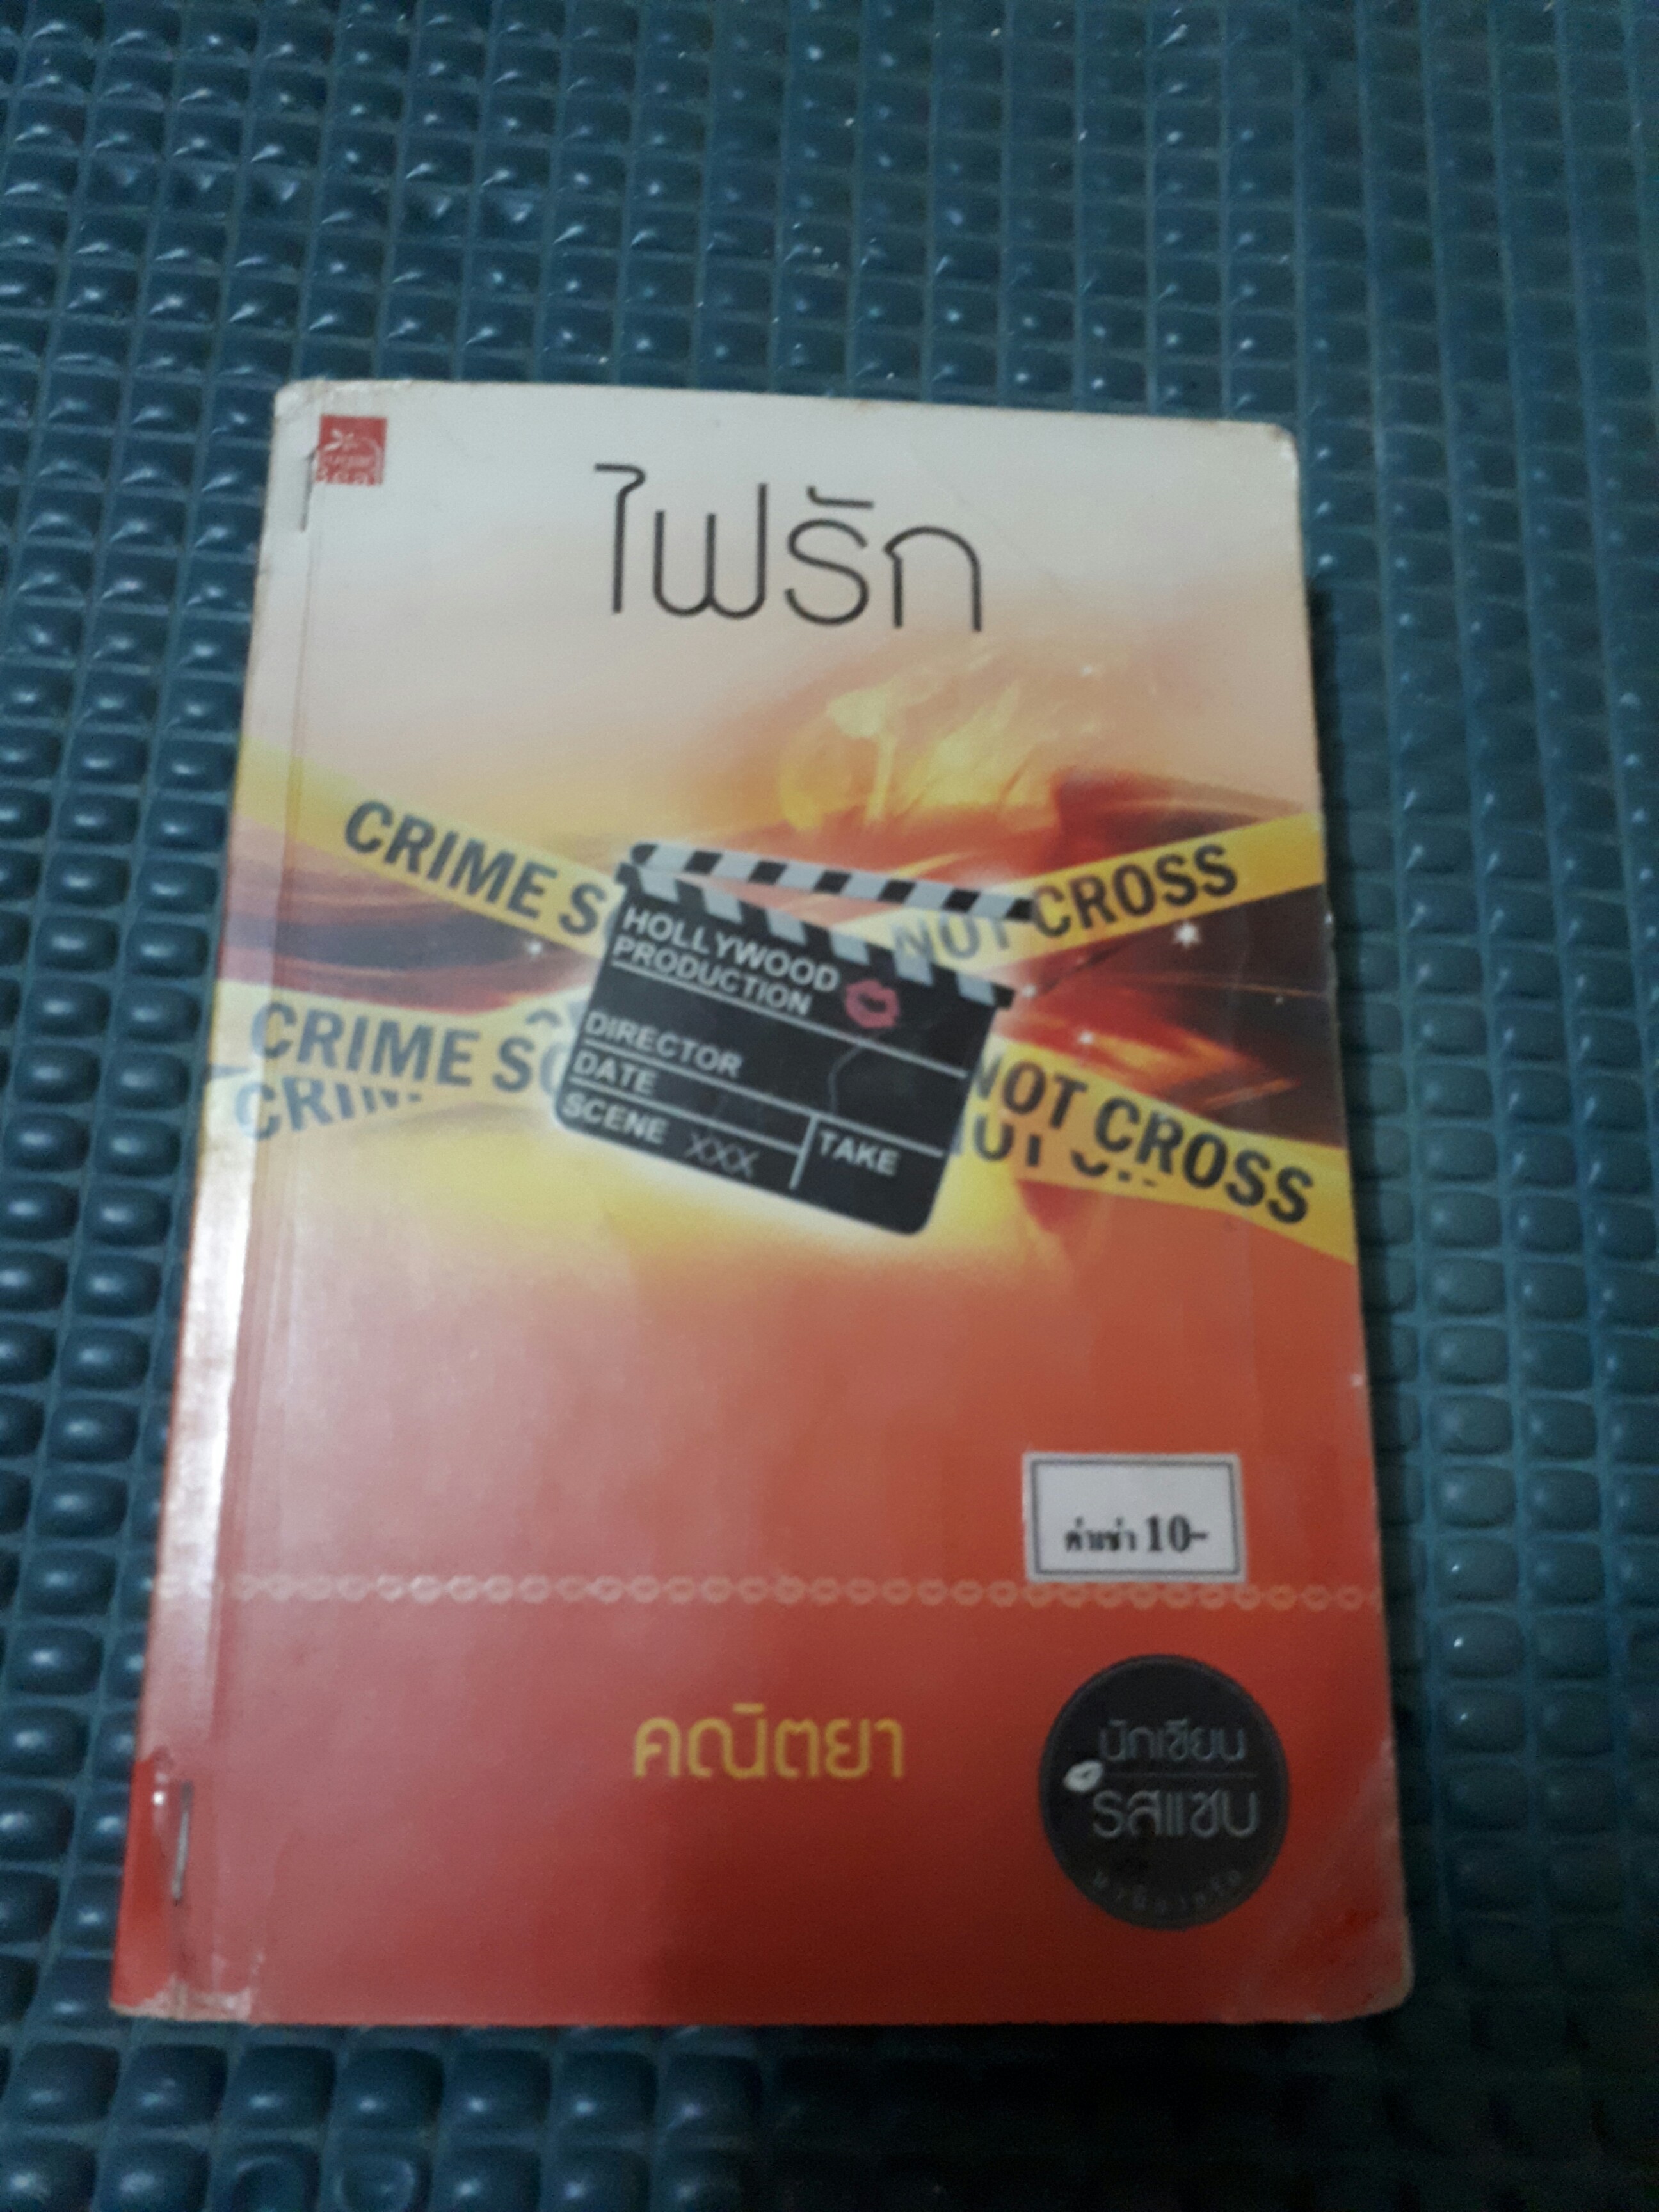 ไฟรัก
CRIME S
NOT CROSS
HOLLYWOOD
PRODUCTION
DIRECTOR
DATE
SCENE XXX
TAKE
CRIME SC
NOT CROSS
ค่าเช่า 10-
คณิตยา
นักเขียน
รสแซบ